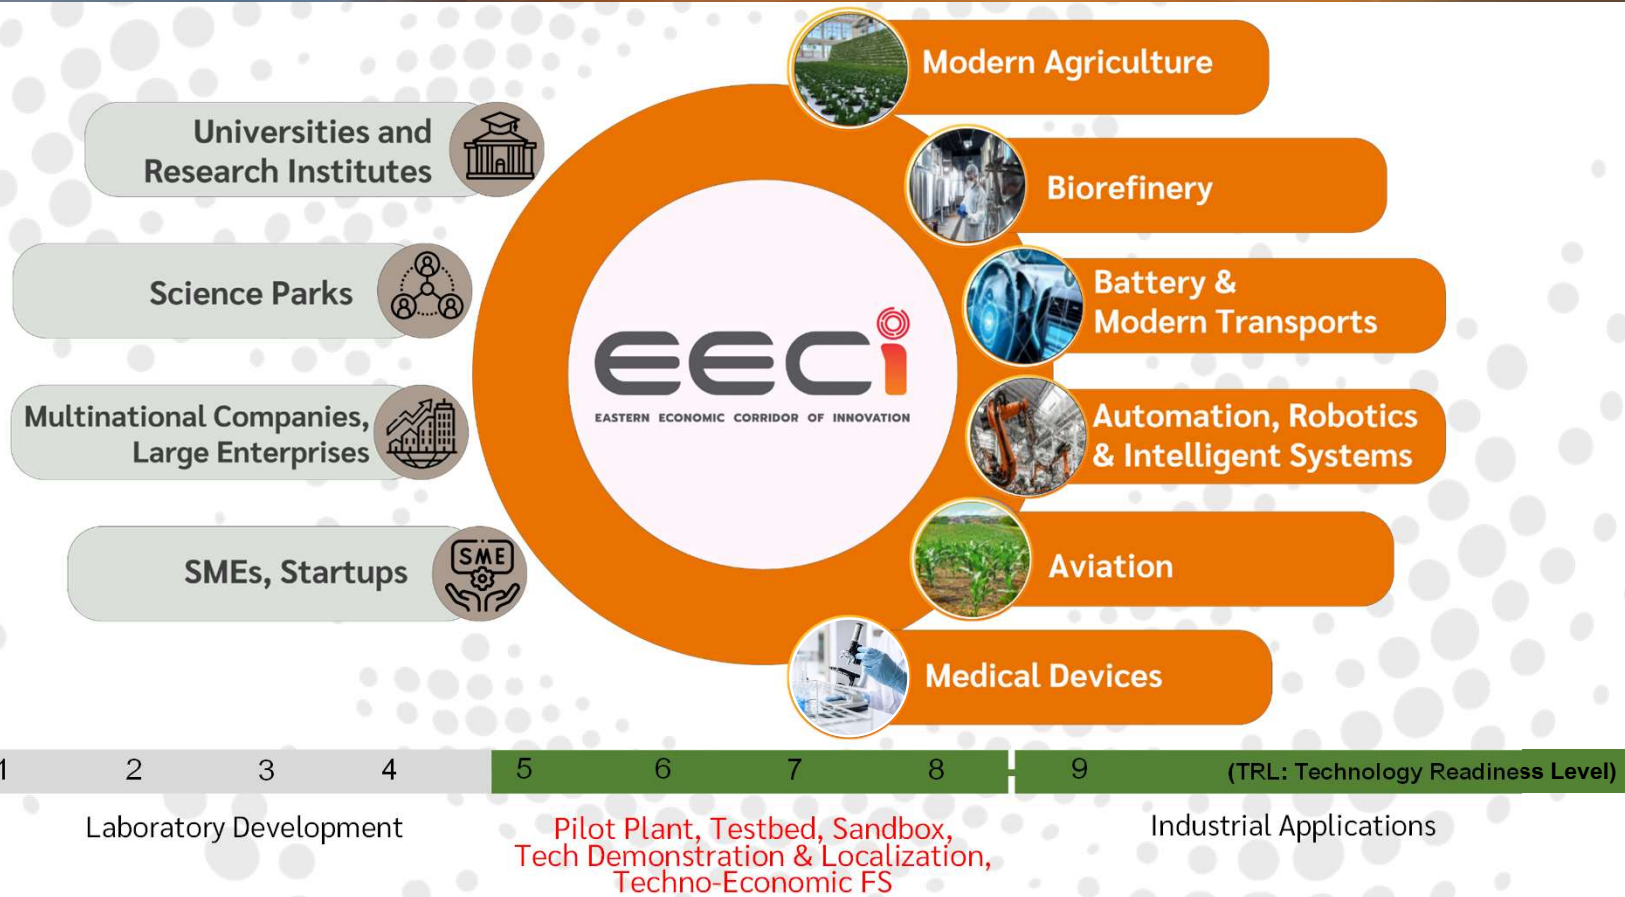 Universities and
Research Institutes
Science Parks
Multinational Companies,
Large Enterprises
SMEs, Startups
SME
eeci
EASTERN ECONOMIC CORRIDOR OF INNOVATION
Modern Agriculture
Biorefinery
Battery &
Modern Transports
Automation, Robotics
& Intelligent Systems
Aviation
Medical Devices
1 2 3 4 5 6 7 8 9 (TRL: Technology Readiness Level)
Laboratory Development
Pilot Plant, Testbed, Sandbox,
Tech Demonstration & Localization,
Techno-Economic FS
Industrial Applications